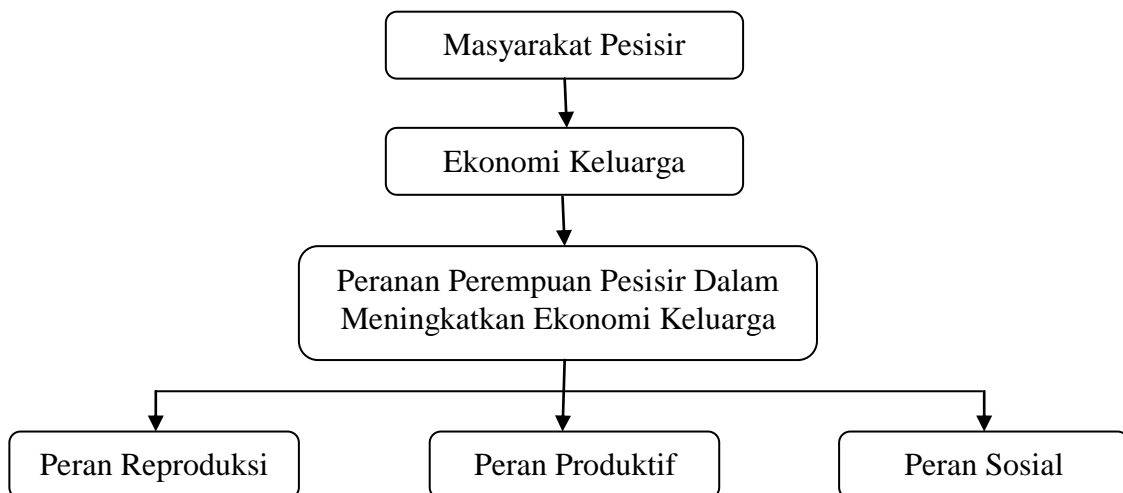 Masyarakat Pesisir
Ekonomi Keluarga
Peranan Perempuan Pesisir Dalam
Meningkatkan Ekonomi Keluarga
Peran Reproduksi
Peran Produktif
Peran Sosial